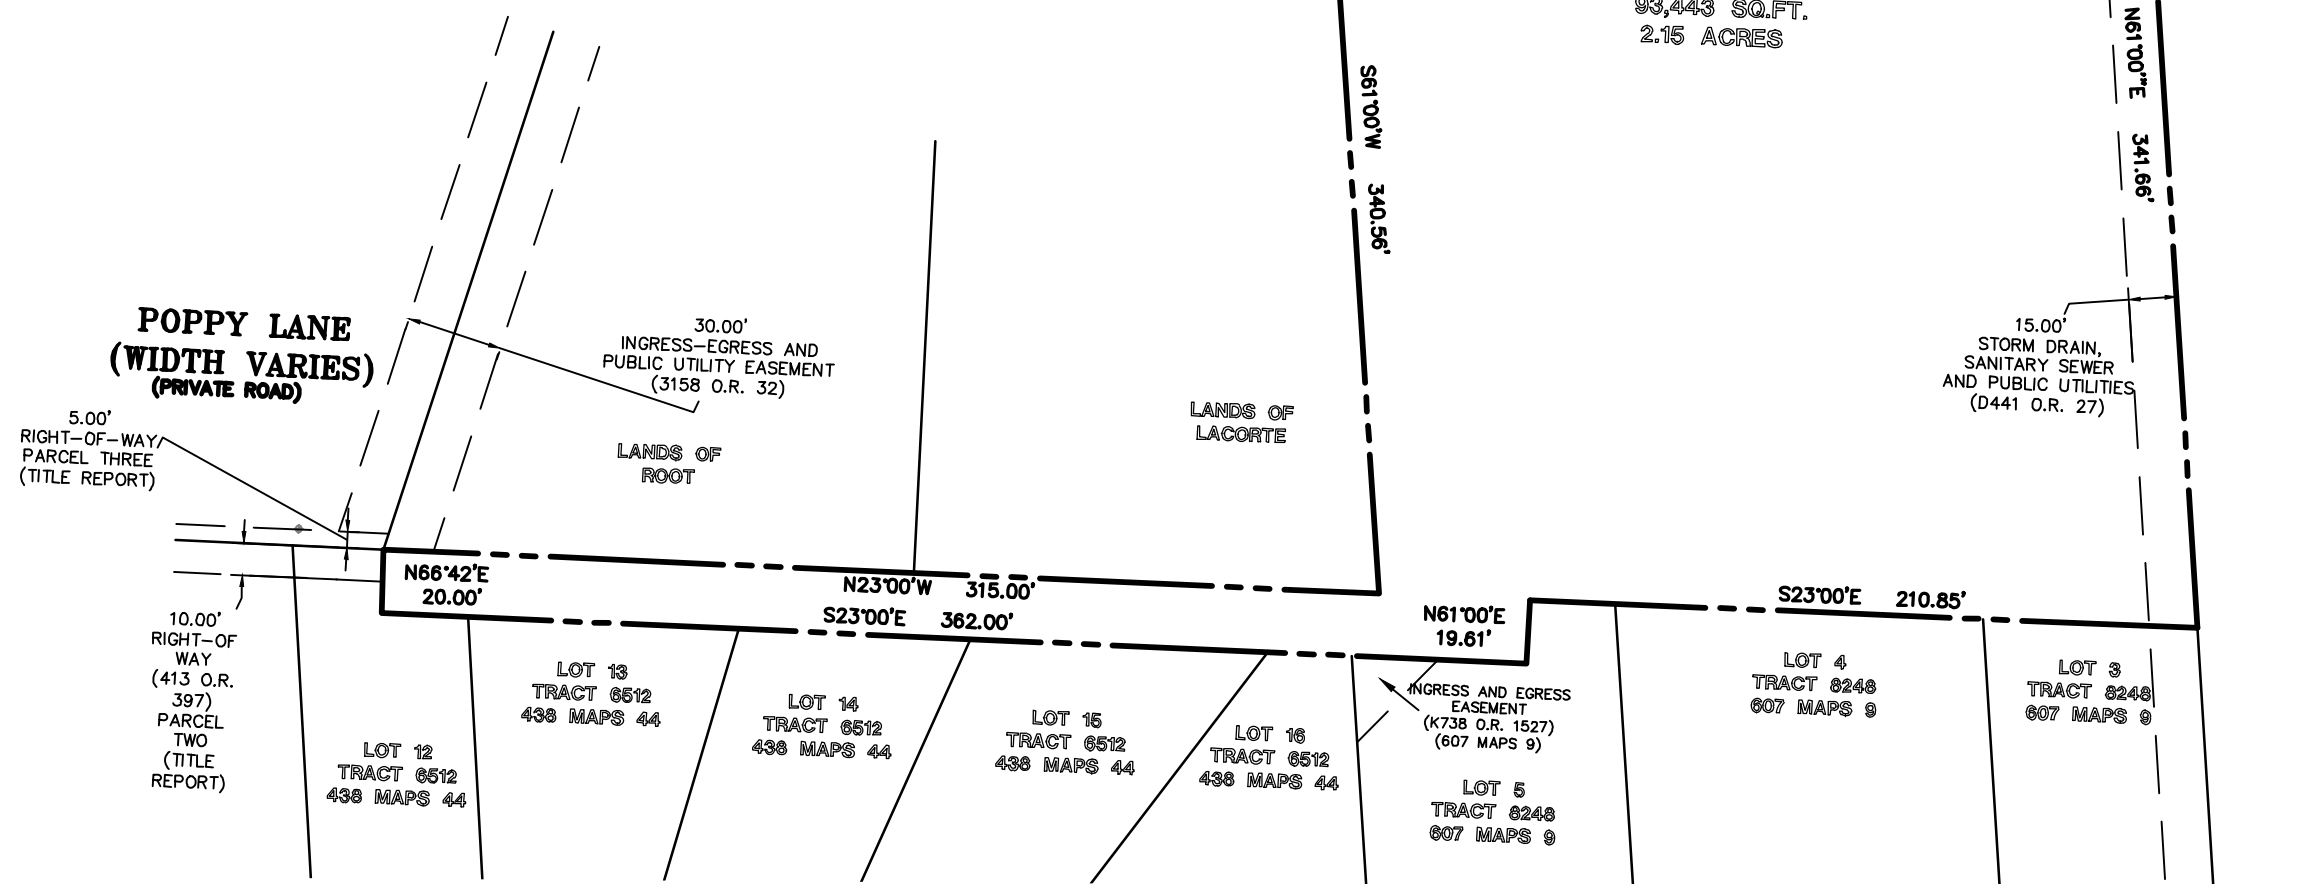 93,443 SQ.FT.
2.15 ACRES
N61°00'"E 341.66'
S61°00'W 340.56'
POPPY LANE
(WIDTH VARIES)
(PRIVATE ROAD)
30.00'
INGRESS-EGRESS AND
PUBLIC UTILITY EASEMENT
(3158 O.R. 32)
15.00'
STORM DRAIN,
SANITARY SEWER
AND PUBLIC UTILITIES
(D441 O.R. 27)
5.00'
RIGHT-OF-WAY
PARCEL THREE
(TITLE REPORT)
LANDS OF
ROOT
LANDS OF
LACORTE
N66°42'E
20.00'
N23°00'W 315.00'
S23°00'E 362.00'
N61°00'E
19.61'
S23°00'E 210.85'
10.00'
RIGHT-OF
WAY
(413 O.R.
397)
PARCEL
TWO
(TITLE
REPORT)
LOT 12
TRACT 6512
438 MAPS 44
LOT 13
TRACT 6512
438 MAPS 44
LOT 14
TRACT 6512
438 MAPS 44
LOT 15
TRACT 6512
438 MAPS 44
LOT 16
TRACT 6512
438 MAPS 44
INGRESS AND EGRESS
EASEMENT
(K738 O.R. 1527)
(607 MAPS 9)
LOT 5
TRACT 8248
607 MAPS 9
LOT 4
TRACT 8248
607 MAPS 9
LOT 3
TRACT 8248
607 MAPS 9